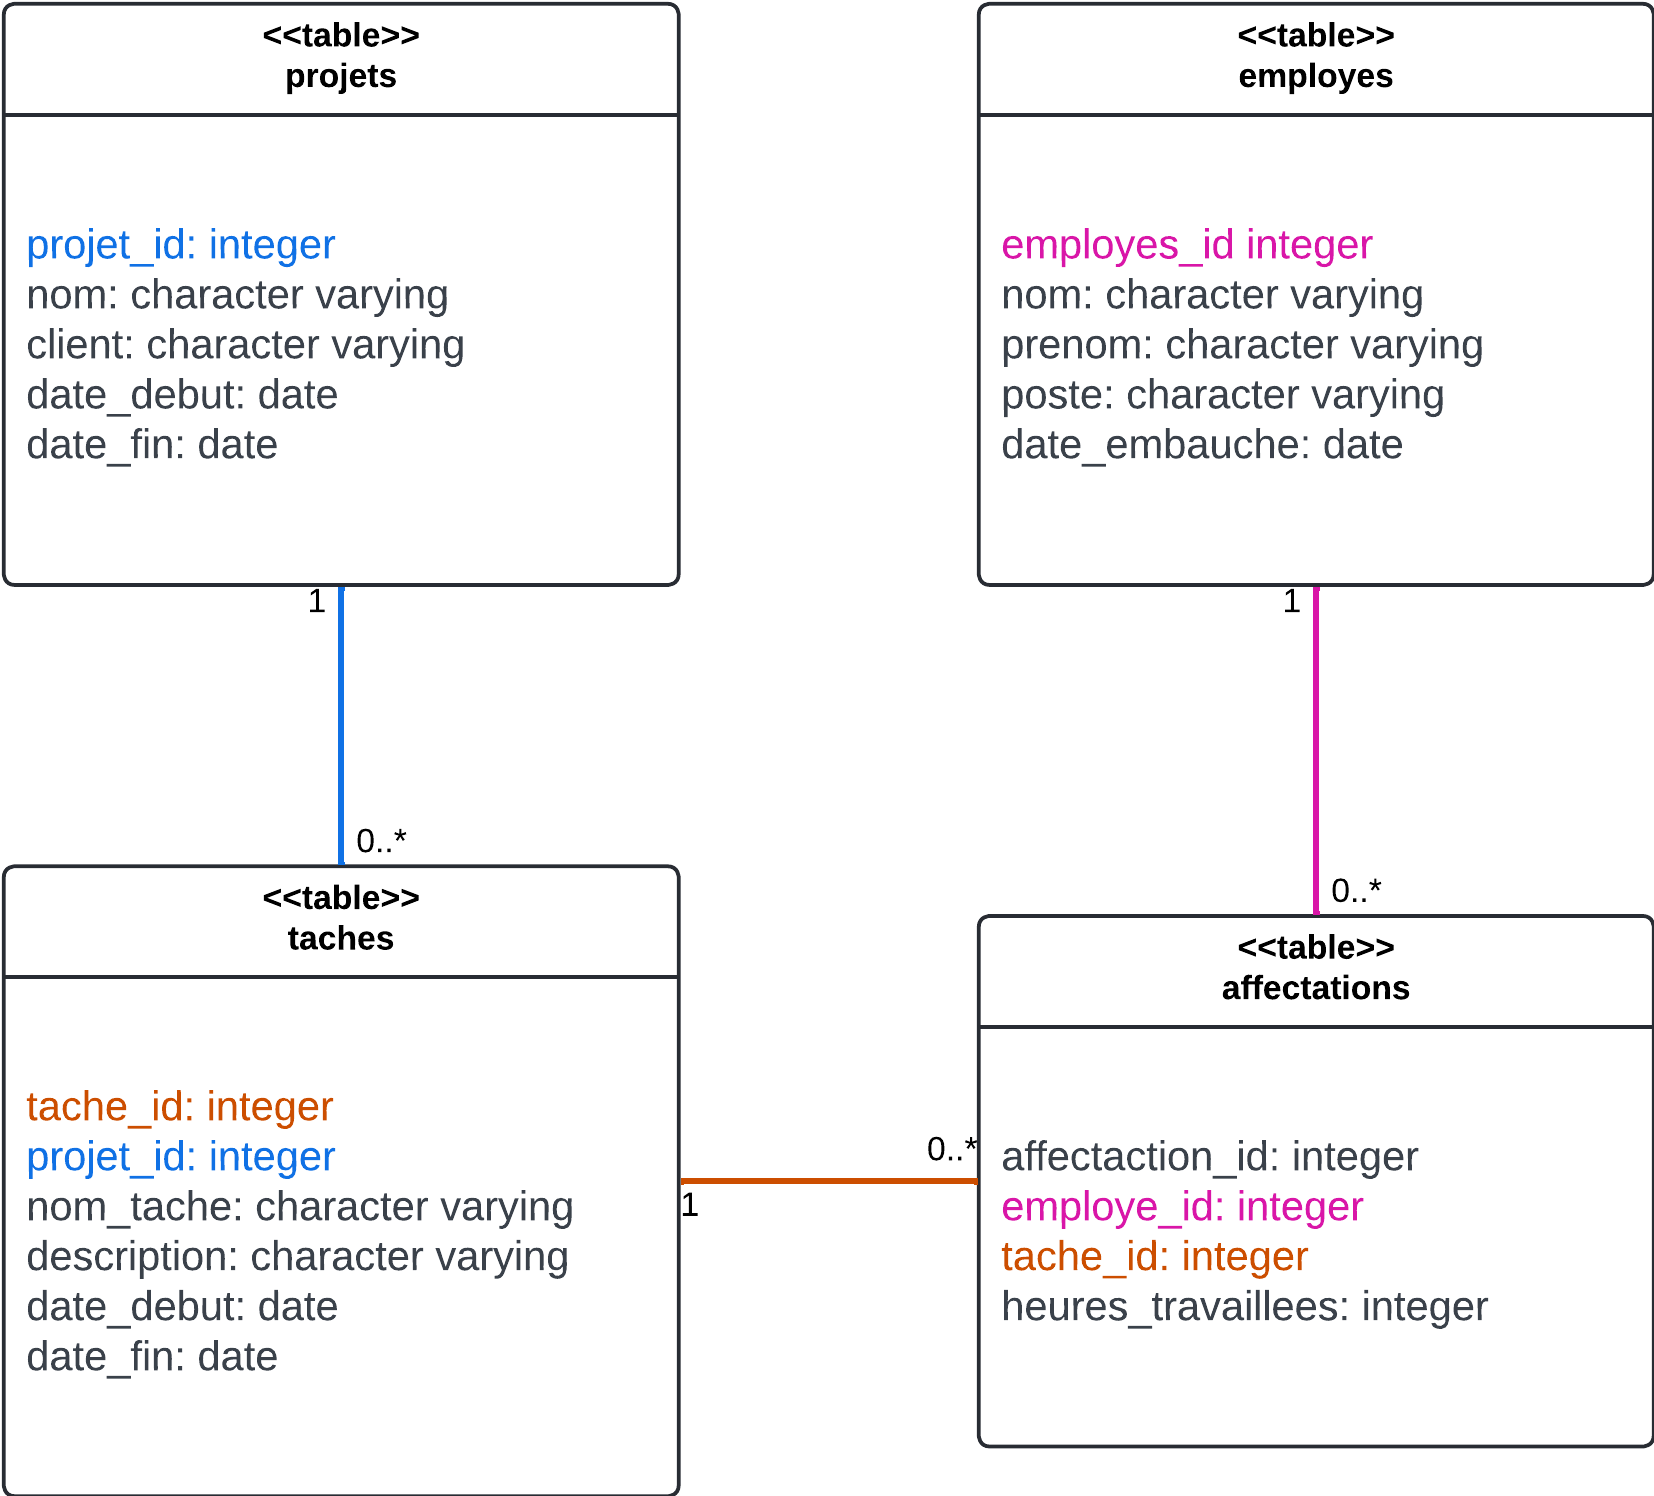 <<table>>
projets
projet_id: integer
nom: character varying
client: character varying
date_debut: date
date_fin: date
<<table>>
employes
employes_id integer
nom: character varying
prenom: character varying
poste: character varying
date_embauche: date
1
0..*
1
0..*
<<table>>
taches
tache_id: integer
projet_id: integer
nom_tache: character varying
description: character varying
date_debut: date
date_fin: date
1
0..*
<<table>>
affectations
affectaction_id: integer
employe_id: integer
tache_id: integer
heures_travaillees: integer